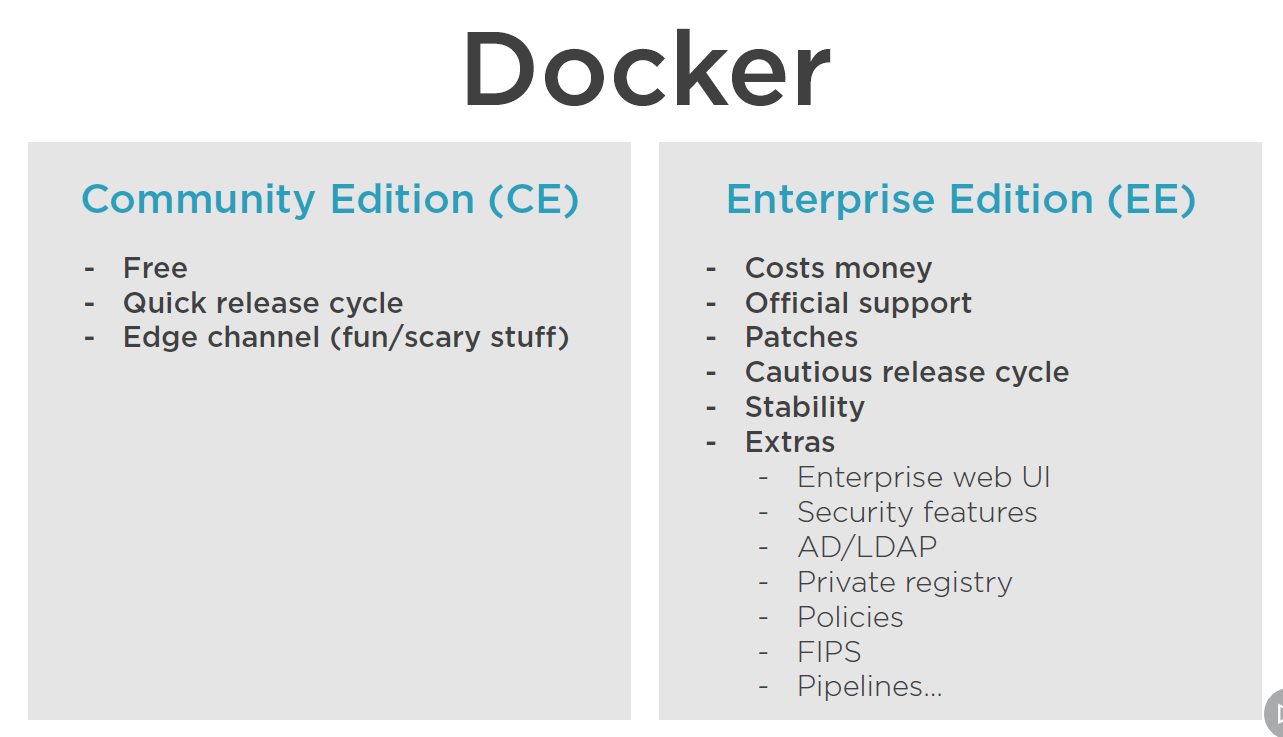 Docker
Community Edition (CE)
- Free
- Quick release cycle
- Edge channel (fun/scary stuff)
Enterprise Edition (EE)
- Costs money
- Official support
- Patches
- Cautious release cycle
- Stability
- Extras
- Enterprise web UI
- Security features
- AD/LDAP
- Private registry
- Policies
- FIPS
- Pipelines...